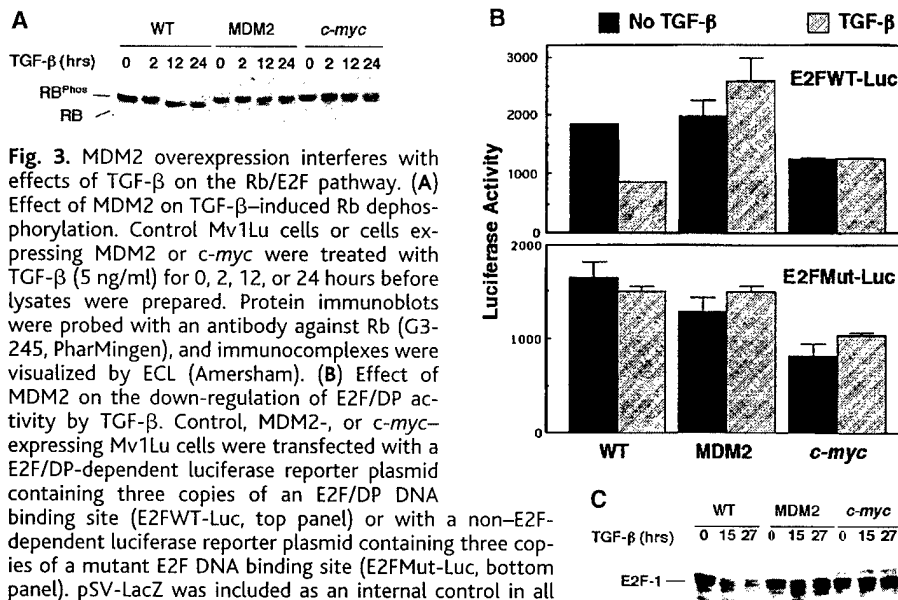 A
WT MDM2 c-myc
TGF-β (hrs) 0 2 12 24 0 2 12 24 0 2 12 24
RBPhos
RB
Fig. 3. MDM2 overexpression interferes with
effects of TGF-β on the Rb/E2F pathway. (A)
Effect of MDM2 on TGF-β–induced Rb dephos-
phorylation. Control Mv1Lu cells or cells ex-
pressing MDM2 or c-myc were treated with
TGF-β (5 ng/ml) for 0, 2, 12, or 24 hours before
lysates were prepared. Protein immunoblots
were probed with an antibody against Rb (G3-
245, PharMingen), and immunocomplexes were
visualized by ECL (Amersham). (B) Effect of
MDM2 on the down-regulation of E2F/DP ac-
tivity by TGF-β. Control, MDM2-, or c-myc–
expressing Mv1Lu cells were transfected with a
E2F/DP-dependent luciferase reporter plasmid
containing three copies of an E2F/DP DNA
binding site (E2FWT-Luc, top panel) or with a non–E2F-
dependent luciferase reporter plasmid containing three cop-
ies of a mutant E2F DNA binding site (E2FMut-Luc, bottom
panel). pSV-LacZ was included as an internal control in all
B
No TGF-β TGF-β
3000
E2FWT-Luc
2000
1000
0
Luciferase Activity
2000
E2FMut-Luc
1000
0
WT MDM2 c-myc
C
WT MDM2 c-myc
TGF-β (hrs) 0 15 27 0 15 27 0 15 27
E2F-1